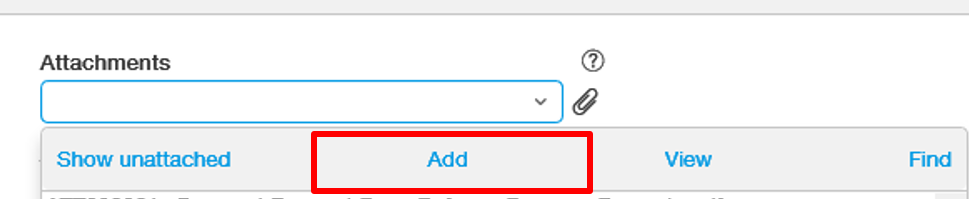 Attachments
Show unattached Add View Find